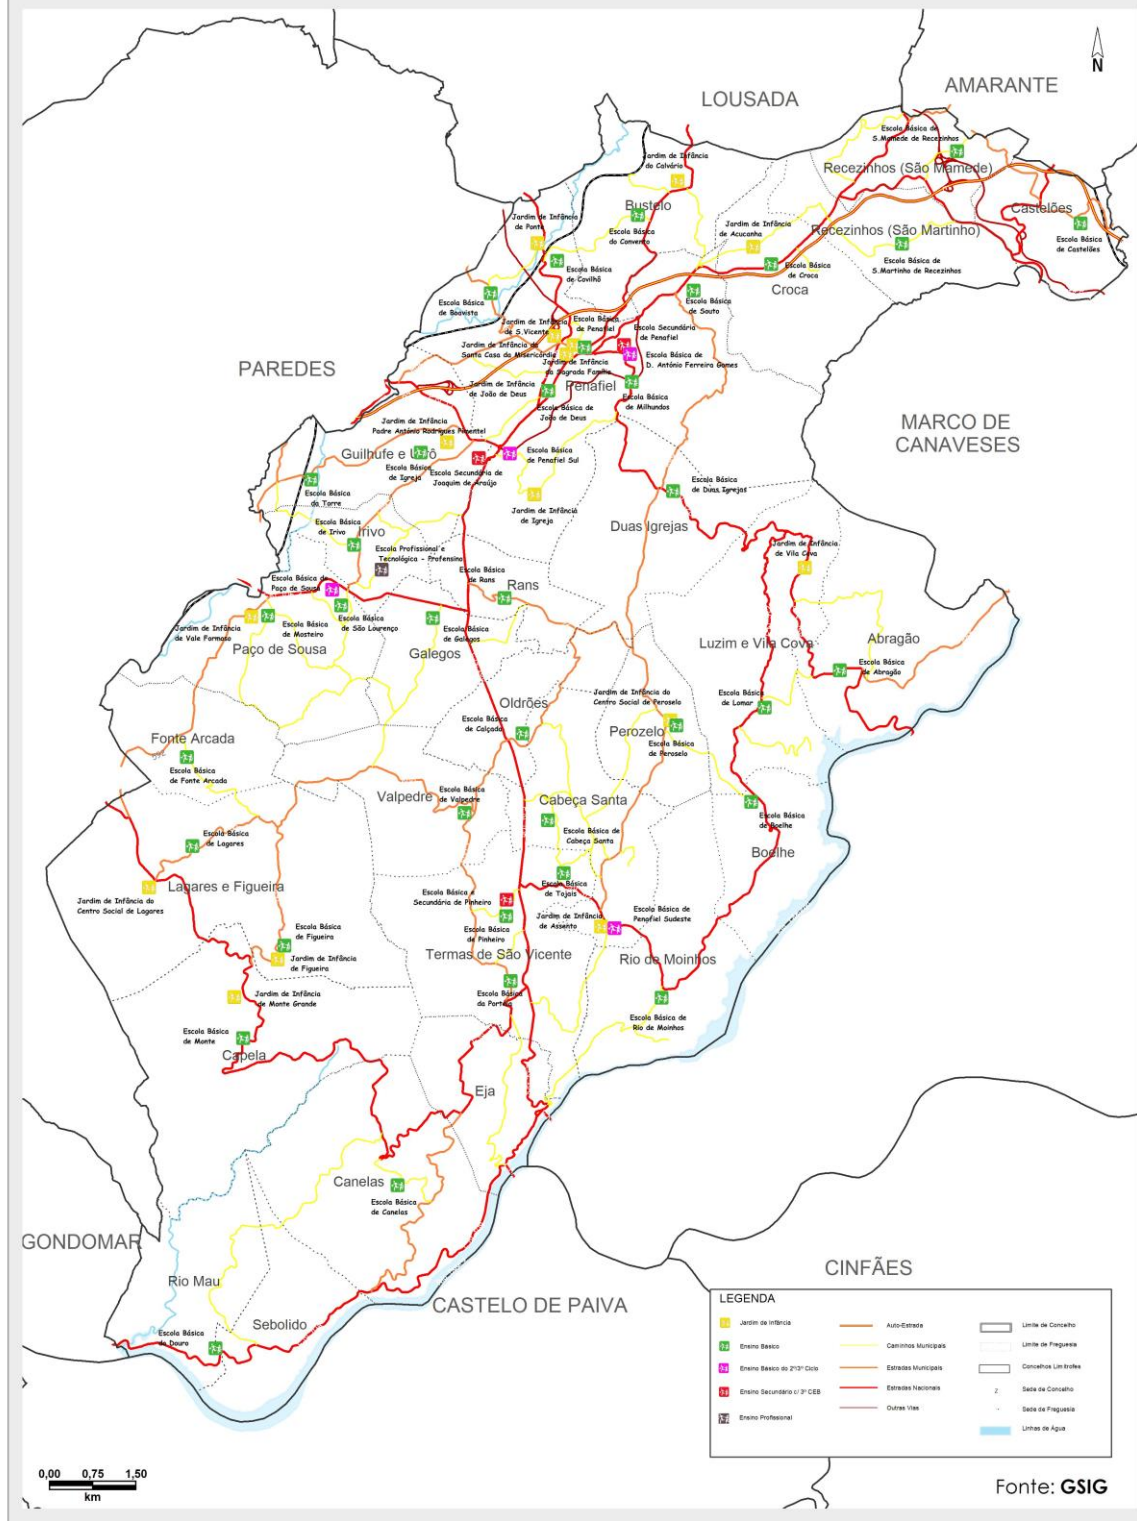 N
AMARANTE
LOUSADA
Escola Básica de
S.Mamede de Recezinhos
Jardim de Infância
do Calvário
Recezinhos (São Mamede)
Bustelo
Castelões
Jardim de Infância
de Ponte
Jardim de Infância
de Acucanha
Recezinhos (São Martinho)
Escola Básica
do Convento
Escola Básica
de Castelões
Escola Básica de
S.Martinho de Recezinhos
Escola Básica
de Covilhô
Escola Básica
de Croca
Croca
Escola Básica
de Boavista
Escola Básica
de Souto
Jardim de Infância
de S.Vicente
Escola Básica
de Penafiel
Escola Secundária
de Penafiel
Jardim de Infância da
Santa Casa da Misericórdia
Escola Básica de
D. António Ferreira Gomes
Jardim de Infância
da Sagrada Família
PAREDES
Penafiel
Jardim de Infância
de João de Deus
Escola Básica
de Milhundos
Escola Básica de
João de Deus
MARCO DE
CANAVESES
Jardim de Infância
Padre António Rodrigues Pimentel
Guilhufe e Urrô
Escola Básica
de Igreja
Escola Secundária de
Joaquim de Araújo
Escola Básica
de Penafiel Sul
Escola Básica
da Torre
Escola Básica
de Duas Igrejas
Jardim de Infância
de Igreja
Duas Igrejas
Escola Básica
de Irivo
Irivo
Jardim de Infância
de Vila Cova
Escola Profissional e
Tecnológica - Profensino
Escola Básica
de Rans
Rans
Escola Básica de
Paço de Sousa
Jardim de Infância
de Vale Formoso
Escola Básica
de Mosteiro
Escola Básica
de São Lourenço
Escola Básica
de Galegos
Paço de Sousa
Galegos
Luzim e Vila Cova
Abragão
Escola Básica
de Abragão
Jardim de Infância do
Centro Social de Peroselo
Escola Básica
de Lomar
Oldrões
Escola Básica
de Calçada
Perozelo
Escola Básica
de Peroselo
Fonte Arcada
Escola Básica
de Fonte Arcada
Valpedre
Escola Básica
de Valpedre
Cabeça Santa
Escola Básica
de Boelhe
Escola Básica de
Cabeça Santa
Escola Básica
de Lagares
Boelhe
Lagares e Figueira
Escola Básica
de Tojais
Jardim de Infância do
Centro Social de Lagares
Escola Básica e
Secundária de Pinheiro
Jardim de Infância
de Assento
Escola Básica de
Penafiel Sudeste
Escola Básica
de Pinheiro
Escola Básica
de Figueira
Jardim de Infância
de Figueira
Termas de São Vicente
Rio de Moinhos
Jardim de Infância
de Monte Grande
Escola Básica
da Portela
Escola Básica de
Rio de Moinhos
Escola Básica
de Monte
Capela
Eja
Canelas
Escola Básica
de Canelas
GONDOMAR
Rio Mau
CINFÃES
CASTELO DE PAIVA
Sebolido
Escola Básica
do Douro
LEGENDA
Jardim de Infância
Auto-Estrada
Limite de Concelho
Ensino Básico
Caminhos Municipais
Limite de Freguesia
Ensino Básico do 2º/3º Ciclo
Estradas Municipais
Concelhos Limítrofes
Ensino Secundário c/ 3º CEB
Estradas Nacionais
Sede de Concelho
Ensino Profissional
Outras Vias
Sede de Freguesia
Linhas de Água
0,00 0,75 1,50
km
Fonte: GSIG